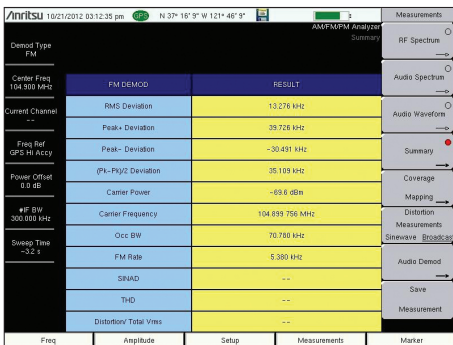 Anritsu 10/21/2012 03:12:35 pm GPS N 37° 16' 9" W 121° 46' 9"
AM/FM/PM Analyzer
Summary
Demod Type
FM
Center Freq
104.900 MHz
Current Channel
--
Freq Ref
GPS Hi Accy
Power Offset
0.0 dB
#IF BW
300.000 kHz
Sweep Time
~3.2 s
FM DEMOD RESULT
RMS Deviation 13.276 kHz
Peak+ Deviation 39.726 kHz
Peak- Deviation -30.491 kHz
(Pk-Pk)/2 Deviation 35.109 kHz
Carrier Power -69.6 dBm
Carrier Frequency 104.899 756 MHz
Occ BW 70.780 kHz
FM Rate 5.380 kHz
SINAD --
THD --
Distortion/ Total Vrms --
Measurements
RF Spectrum
Audio Spectrum
Audio Waveform
Summary
Coverage
Mapping
Distortion
Measurements
Sinewave Broadcas
Audio Demod
Save
Measurement
Freq Amplitude Setup Measurements Marker